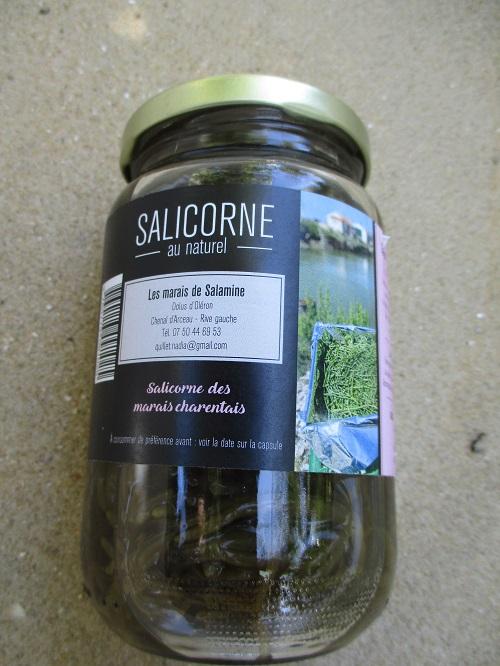 SALICORNE
au naturel
Les marais de Salamine
Dolus d'Oléron
Chenal d'Arceau - Rive gauche
Tél. 07 50 44 69 53
quillet.nadia@gmail.com
Salicorne des
marais charentais
A consommer de préférence avant : voir la date sur la capsule